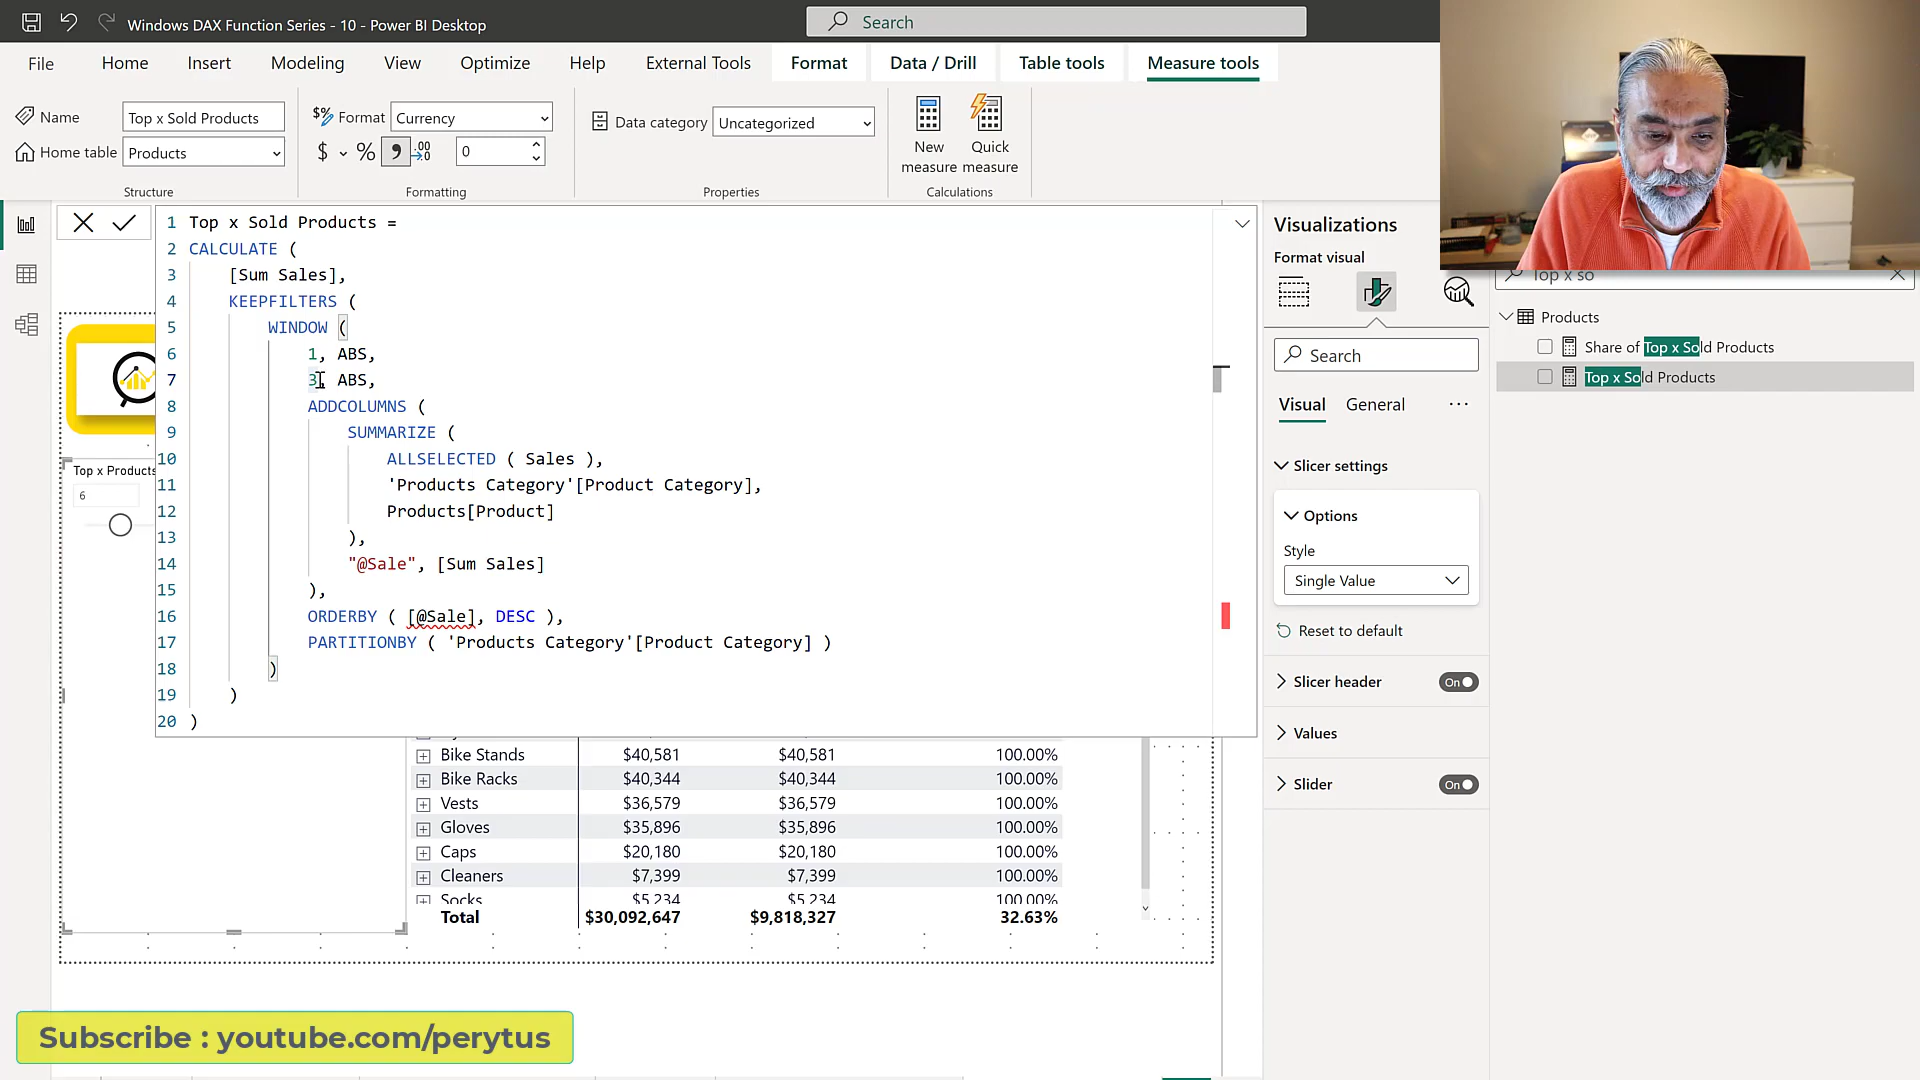 Windows DAX Function Series - 10 - Power BI Desktop
Search
File
Home
Insert
Modeling
View
Optimize
Help
External Tools
Format
Data / Drill
Table tools
Measure tools
Name
Top x Sold Products
Home table
Products
Structure
Format
Currency
$ % , .00
0
Formatting
Data category
Uncategorized
Properties
New measure
Quick measure
Calculations
1 Top x Sold Products =
2 CALCULATE (
3 [Sum Sales],
4 KEEPFILTERS (
5 WINDOW (
6 1, ABS,
7 3, ABS,
8 ADDCOLUMNS (
9 SUMMARIZE (
10 ALLSELECTED ( Sales ),
11 'Products Category'[Product Category],
12 Products[Product]
13 ),
14 "@Sale", [Sum Sales]
15 ),
16 ORDERBY ( [@Sale], DESC ),
17 PARTITIONBY ( 'Products Category'[Product Category] )
18 )
19 )
20 )
Top x Products
6
Bike Stands $40,581 $40,581 100.00%
Bike Racks $40,344 $40,344 100.00%
Vests $36,579 $36,579 100.00%
Gloves $35,896 $35,896 100.00%
Caps $20,180 $20,180 100.00%
Cleaners $7,399 $7,399 100.00%
Socks $5,234 $5,234 100.00%
Total $30,092,647 $9,818,327 32.63%
Visualizations
Format visual
Search
Visual
General
...
Slicer settings
Options
Style
Single Value
Reset to default
Slicer header
On
Values
Slider
On
Top x so
Products
Share of Top x Sold Products
Top x Sold Products
Subscribe : youtube.com/perytus